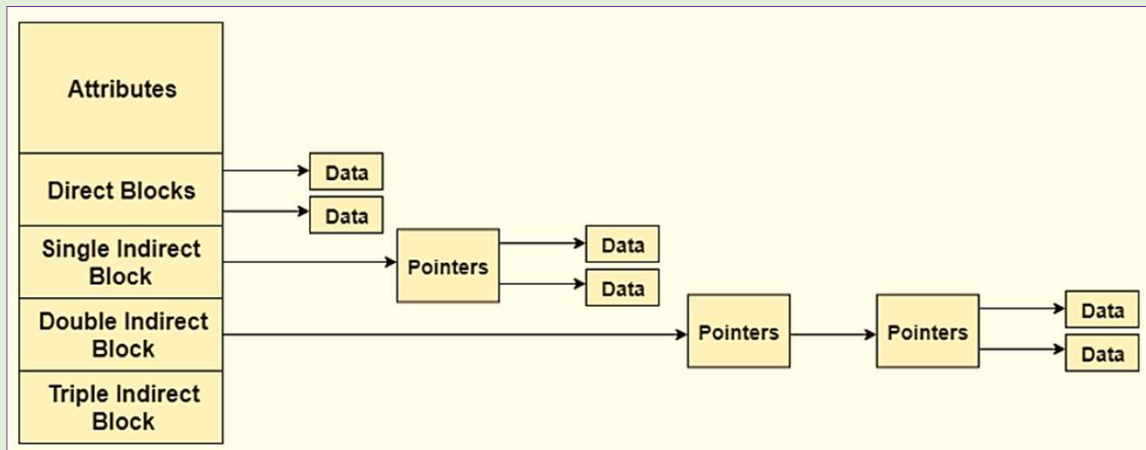 Attributes
Direct Blocks
Data
Data
Single Indirect
Block
Pointers
Data
Data
Double Indirect
Block
Pointers
Pointers
Data
Data
Triple Indirect
Block